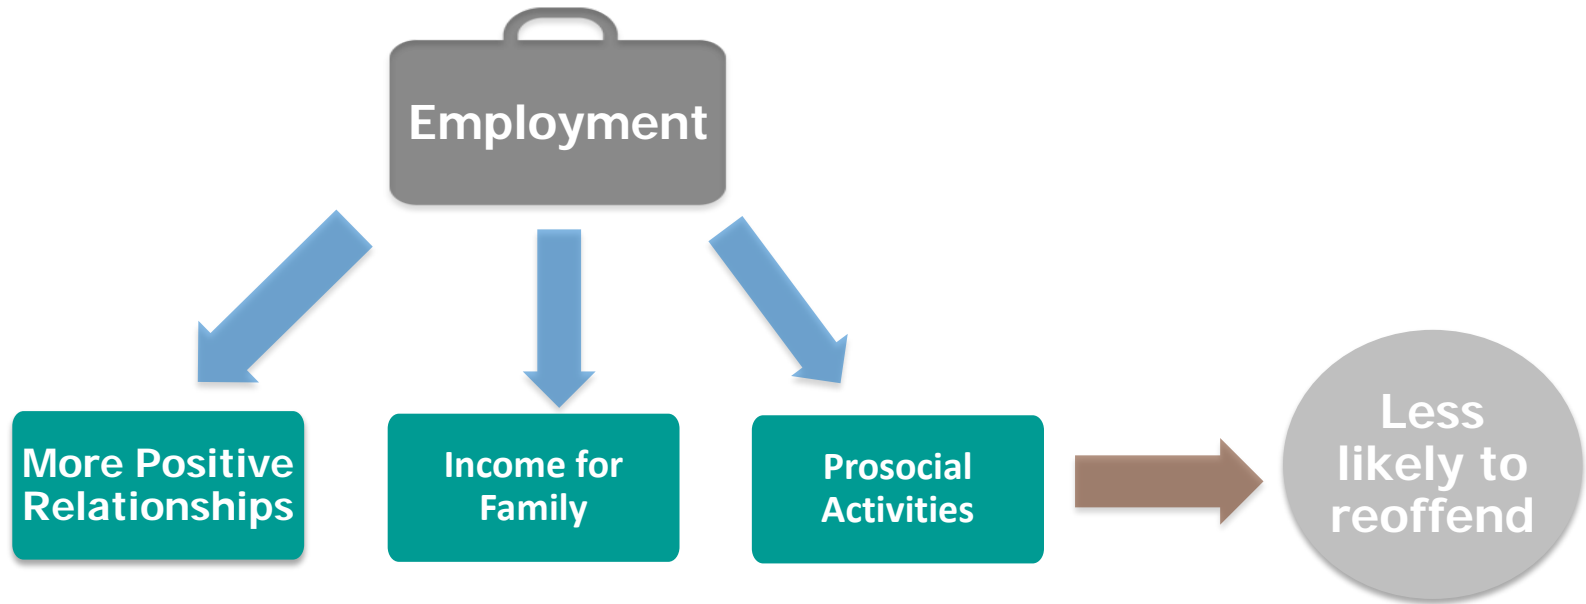 Employment
More Positive
Relationships
Income for
Family
Prosocial
Activities
Less
likely to
reoffend